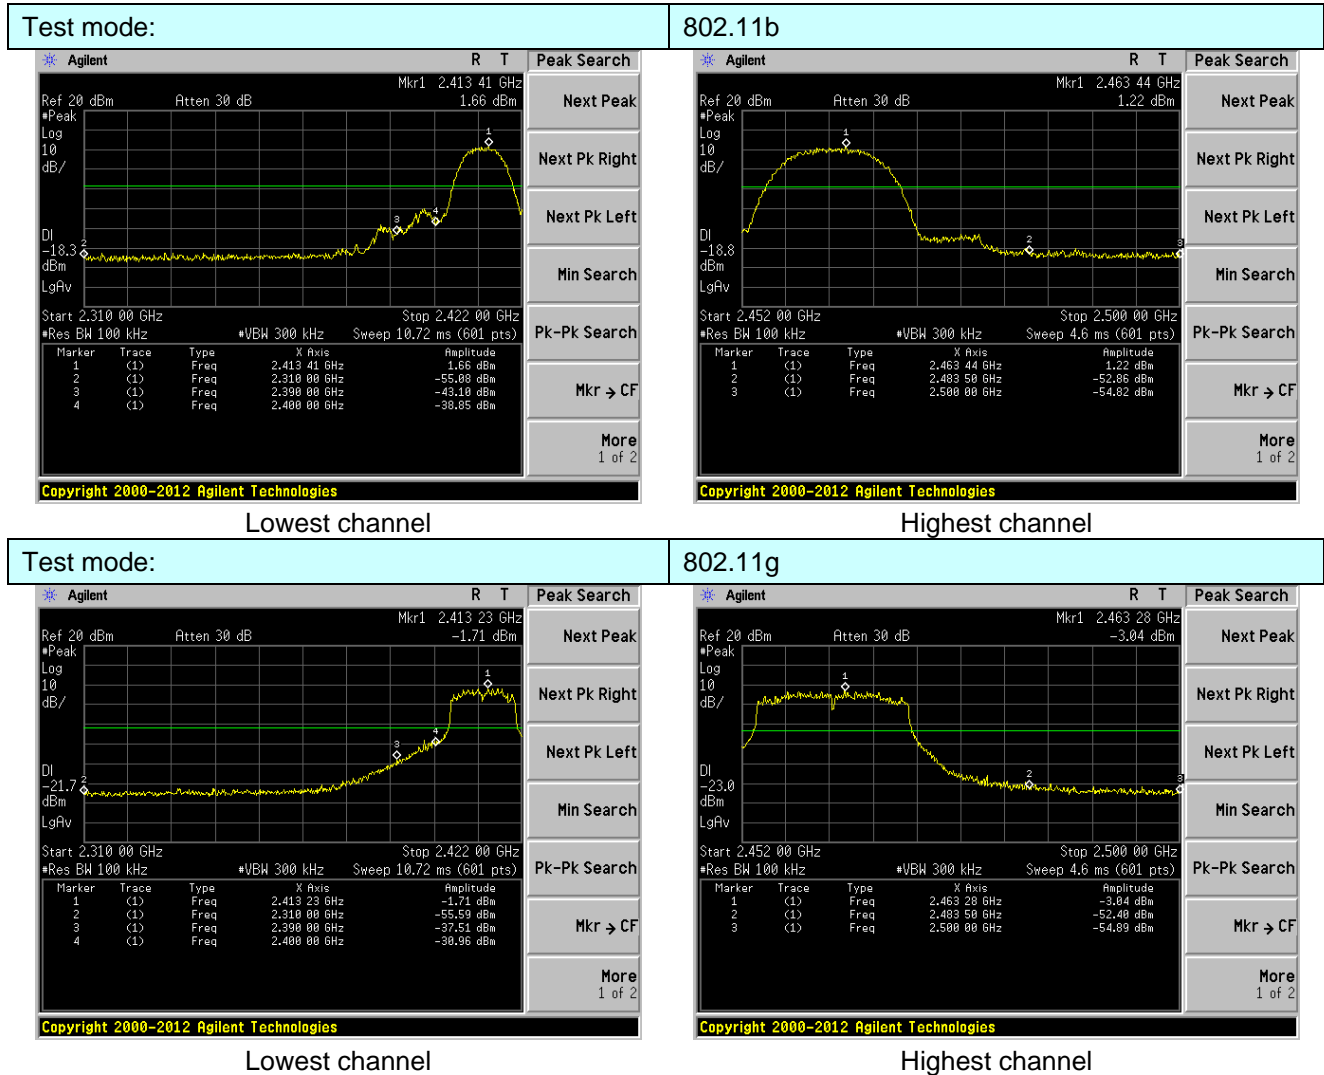 Test mode: 802.11b
Agilent R T Peak Search
Mkr1 2.413 41 GHz
Ref 20 dBm Atten 30 dB 1.66 dBm
#Peak
Log
10
dB/
DI
-18.3
dBm
LgAv
1
2
3
4
Start 2.310 00 GHz Stop 2.422 00 GHz
#Res BW 100 kHz #VBW 300 kHz Sweep 10.72 ms (601 pts)
Marker Trace Type X Axis Amplitude
1 (1) Freq 2.413 41 GHz 1.66 dBm
2 (1) Freq 2.310 00 GHz -55.08 dBm
3 (1) Freq 2.390 00 GHz -43.10 dBm
4 (1) Freq 2.400 00 GHz -38.85 dBm
Next Peak
Next Pk Right
Next Pk Left
Min Search
Pk-Pk Search
Mkr → CF
More
1 of 2
Copyright 2000-2012 Agilent Technologies
Lowest channel
Agilent R T Peak Search
Mkr1 2.463 44 GHz
Ref 20 dBm Atten 30 dB 1.22 dBm
#Peak
Log
10
dB/
DI
-18.8
dBm
LgAv
1
2
3
Start 2.452 00 GHz Stop 2.500 00 GHz
#Res BW 100 kHz #VBW 300 kHz Sweep 4.6 ms (601 pts)
Marker Trace Type X Axis Amplitude
1 (1) Freq 2.463 44 GHz 1.22 dBm
2 (1) Freq 2.483 50 GHz -52.86 dBm
3 (1) Freq 2.500 00 GHz -54.82 dBm
Next Peak
Next Pk Right
Next Pk Left
Min Search
Pk-Pk Search
Mkr → CF
More
1 of 2
Copyright 2000-2012 Agilent Technologies
Highest channel
Test mode: 802.11g
Agilent R T Peak Search
Mkr1 2.413 23 GHz
Ref 20 dBm Atten 30 dB -1.71 dBm
#Peak
Log
10
dB/
DI
-21.7
dBm
LgAv
1
2
3
4
Start 2.310 00 GHz Stop 2.422 00 GHz
#Res BW 100 kHz #VBW 300 kHz Sweep 10.72 ms (601 pts)
Marker Trace Type X Axis Amplitude
1 (1) Freq 2.413 23 GHz -1.71 dBm
2 (1) Freq 2.310 00 GHz -55.59 dBm
3 (1) Freq 2.390 00 GHz -37.51 dBm
4 (1) Freq 2.400 00 GHz -30.96 dBm
Next Peak
Next Pk Right
Next Pk Left
Min Search
Pk-Pk Search
Mkr → CF
More
1 of 2
Copyright 2000-2012 Agilent Technologies
Lowest channel
Agilent R T Peak Search
Mkr1 2.463 28 GHz
Ref 20 dBm Atten 30 dB -3.04 dBm
#Peak
Log
10
dB/
DI
-23.0
dBm
LgAv
1
2
3
Start 2.452 00 GHz Stop 2.500 00 GHz
#Res BW 100 kHz #VBW 300 kHz Sweep 4.6 ms (601 pts)
Marker Trace Type X Axis Amplitude
1 (1) Freq 2.463 28 GHz -3.04 dBm
2 (1) Freq 2.483 50 GHz -52.40 dBm
3 (1) Freq 2.500 00 GHz -54.89 dBm
Next Peak
Next Pk Right
Next Pk Left
Min Search
Pk-Pk Search
Mkr → CF
More
1 of 2
Copyright 2000-2012 Agilent Technologies
Highest channel